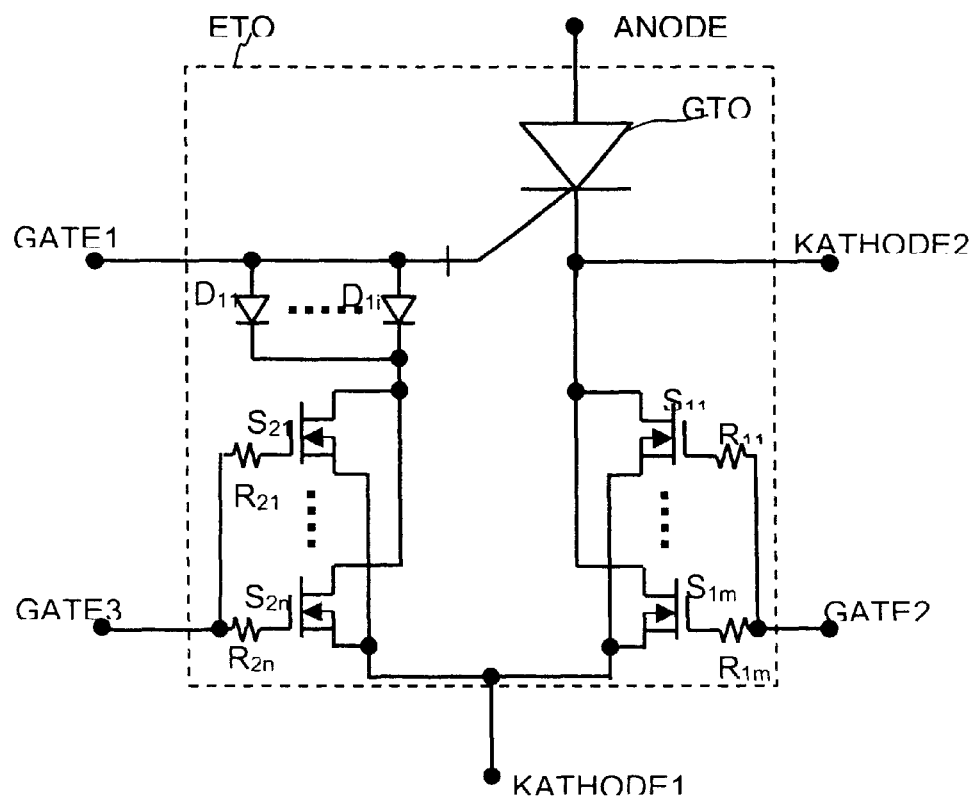 ETO
ANODE
GTO
GATE1
KATHODE2
D11
D1i
S21
S11
R11
R21
S2n
S1m
GATE3
GATE2
R2n
R1m
KATHODE1